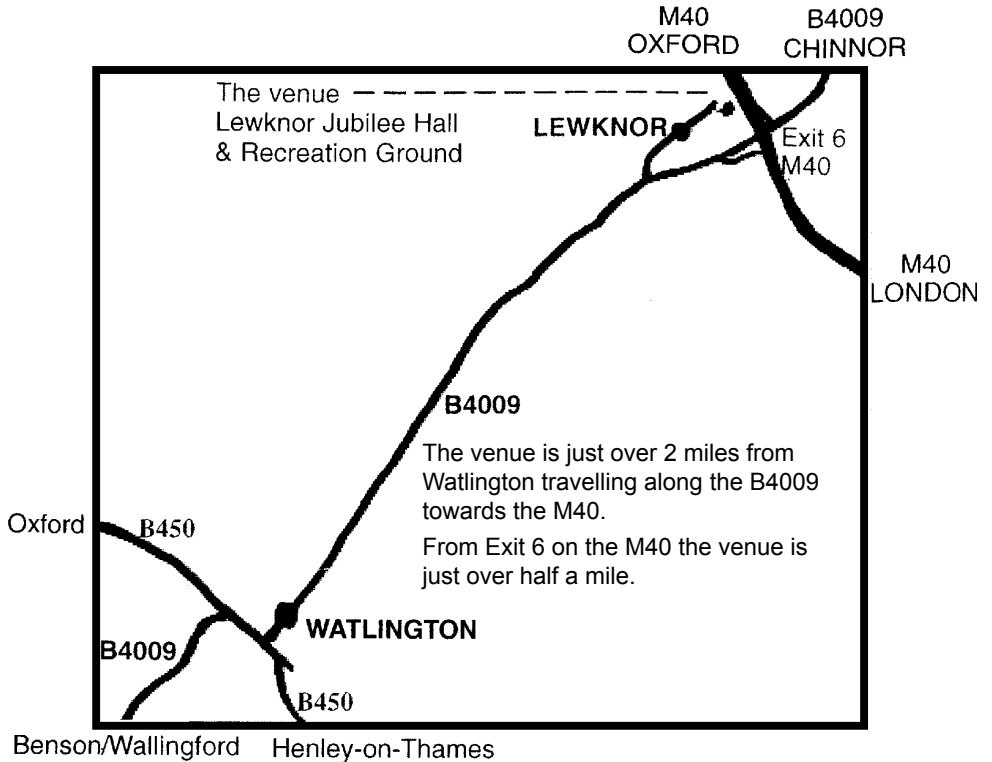 M40
OXFORD
B4009
CHINNOR
The venue
Lewknor Jubilee Hall
& Recreation Ground
LEWKNOR
Exit 6
M40
M40
LONDON
B4009
The venue is just over 2 miles from
Watlington travelling along the B4009
towards the M40.
From Exit 6 on the M40 the venue is
just over half a mile.
Oxford
B450
WATLINGTON
B4009
B450
Benson/Wallingford
Henley-on-Thames